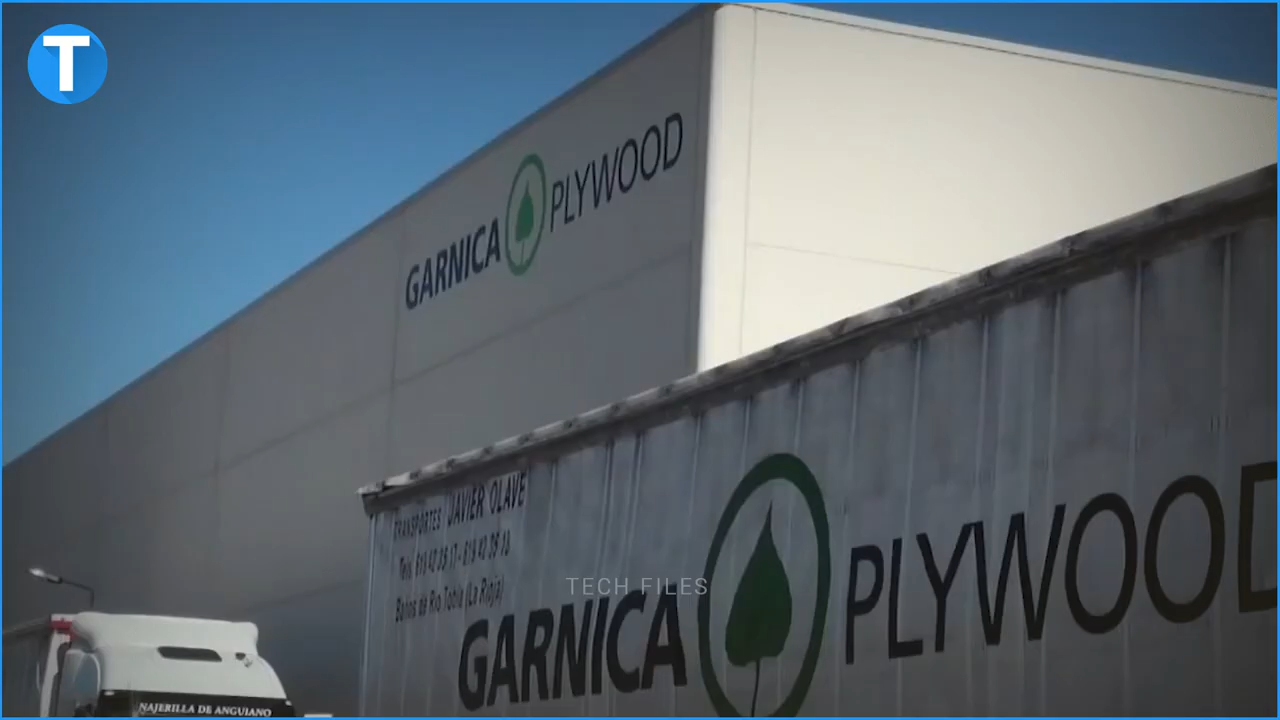 T
GARNICA PLYWOOD
TRANSPORTES JAVIER OLAVE
Baños de Río Tobía (La Rioja)
TECH FILES
GARNICA PLYWOOD
NAJERILLA DE ANGUIANO